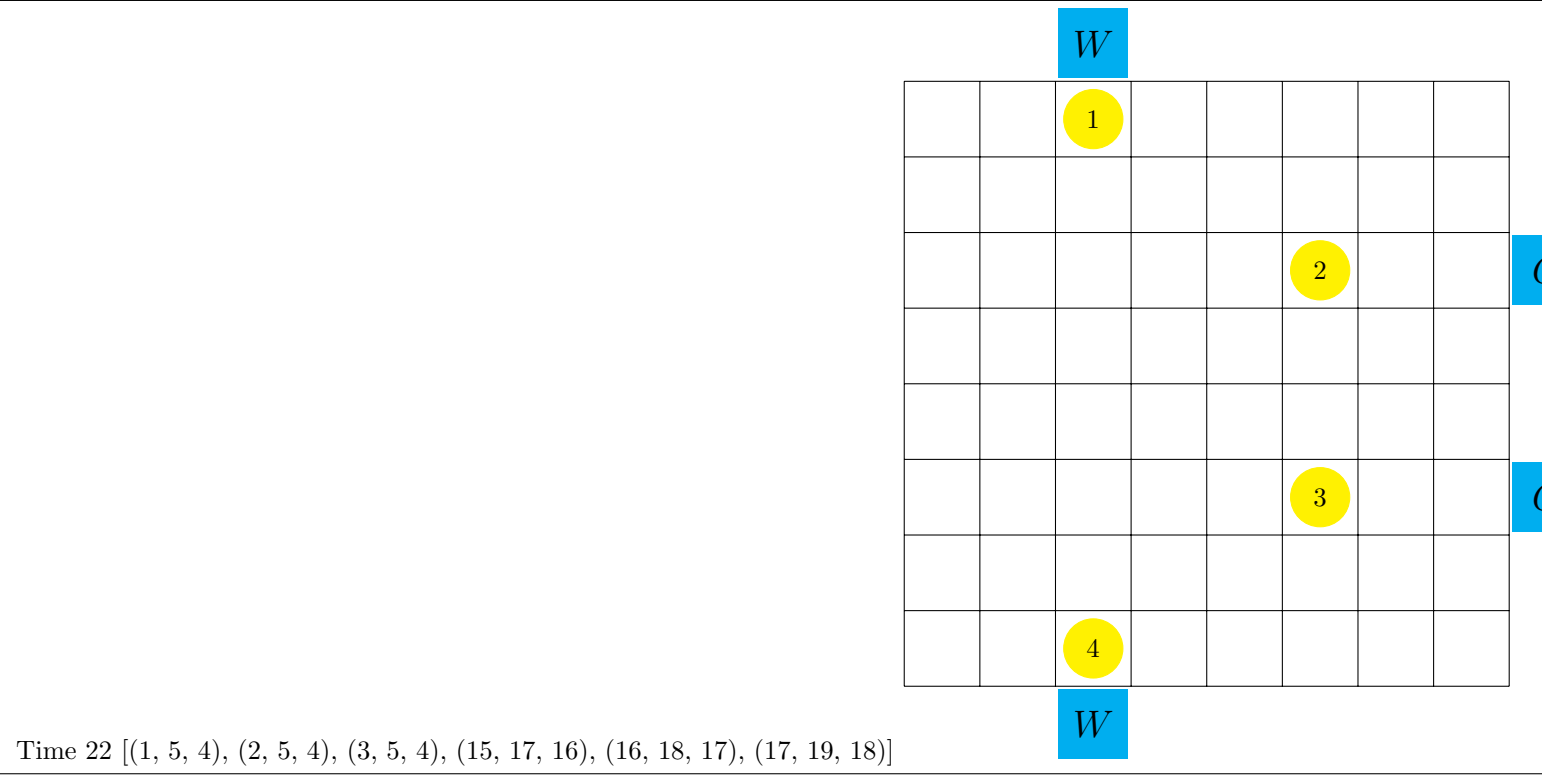 W
1
2
3
4
W
Time 22 [(1, 5, 4), (2, 5, 4), (3, 5, 4), (15, 17, 16), (16, 18, 17), (17, 19, 18)]